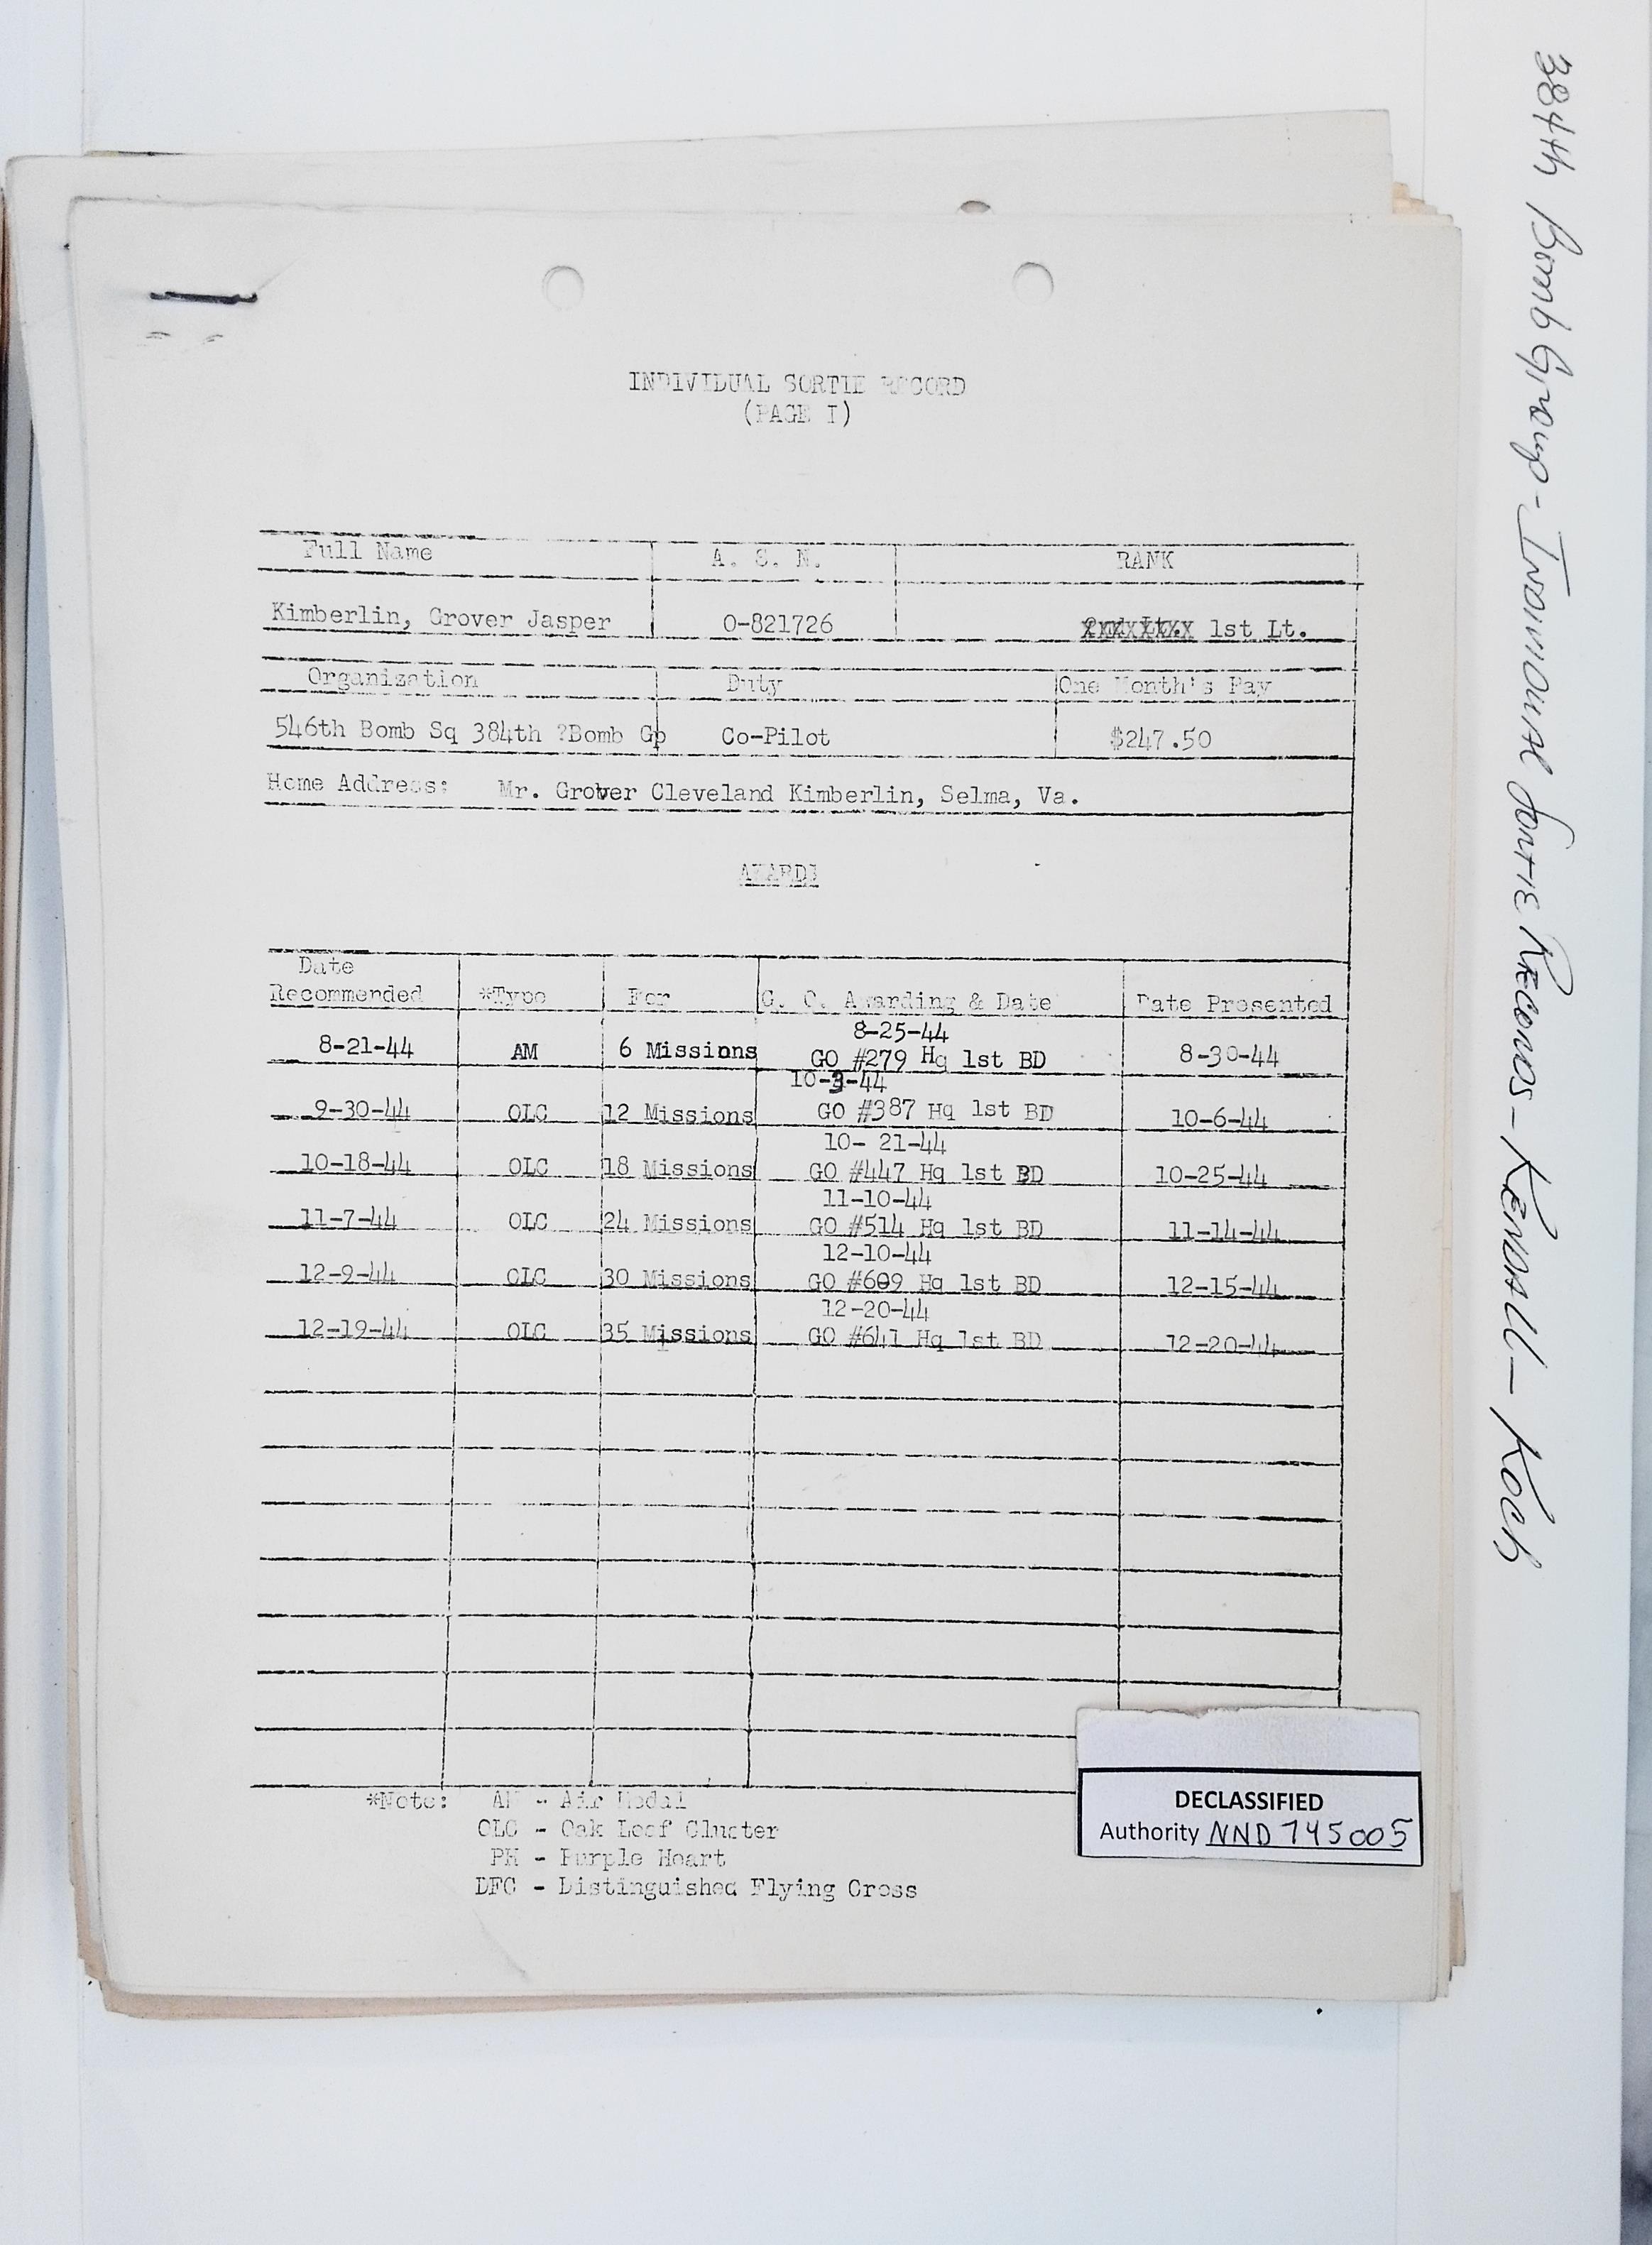 INDIVIDUAL SORTIE RECORD
(PAGE I)
Full Name A. S. N. RANK
Kimberlin, Grover Jasper 0-821726 1st Lt.
Organization Duty One Month's Pay
546th Bomb Sq 384th ?Bomb Gp Co-Pilot $247.50
Home Address: Mr. Grover Cleveland Kimberlin, Selma, Va.
AWARDS
Date
Recommended *Type For G. O. Awarding & Date Date Presented
8-25-44
8-21-44 AM 6 Missions GO #279 Hq 1st BD 8-30-44
10-3-44
9-30-44 OLC 12 Missions GO #387 Hq 1st BD 10-6-44
10- 21-44
10-18-44 OLC 18 Missions GO #447 Hq 1st BD 10-25-44
11-10-44
11-7-44 OLC 24 Missions GO #514 Hq 1st BD 11-14-44
12-10-44
12-9-44 OLC 30 Missions GO #609 Hq 1st BD 12-15-44
12-20-44
12-19-44 OLC 35 Missions GO #641 Hq 1st BD 12-20-44
*Note: AM - Air Medal
OLC - Oak Leaf Cluster
PH - Purple Heart
DFC - Distinguished Flying Cross
DECLASSIFIED
Authority NND 745005
384th Bomb Group - Individual Sortie Records - Kendall - Koch